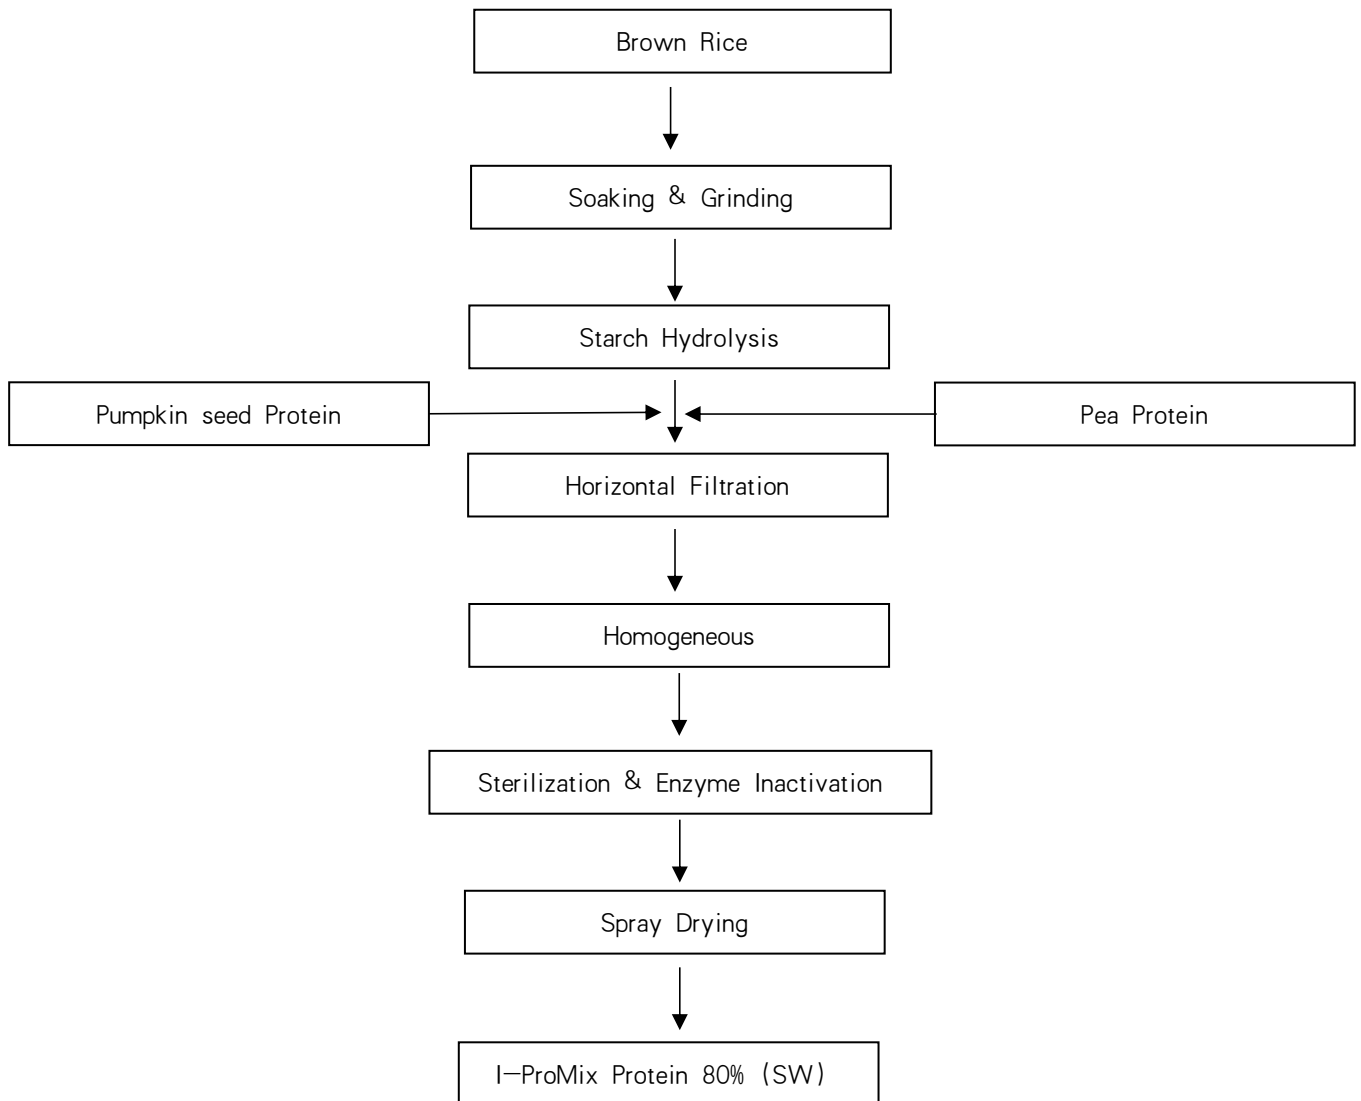 Brown Rice
Soaking & Grinding
Starch Hydrolysis
Pumpkin seed Protein
Pea Protein
Horizontal Filtration
Homogeneous
Sterilization & Enzyme Inactivation
Spray Drying
I-ProMix Protein 80% (SW)